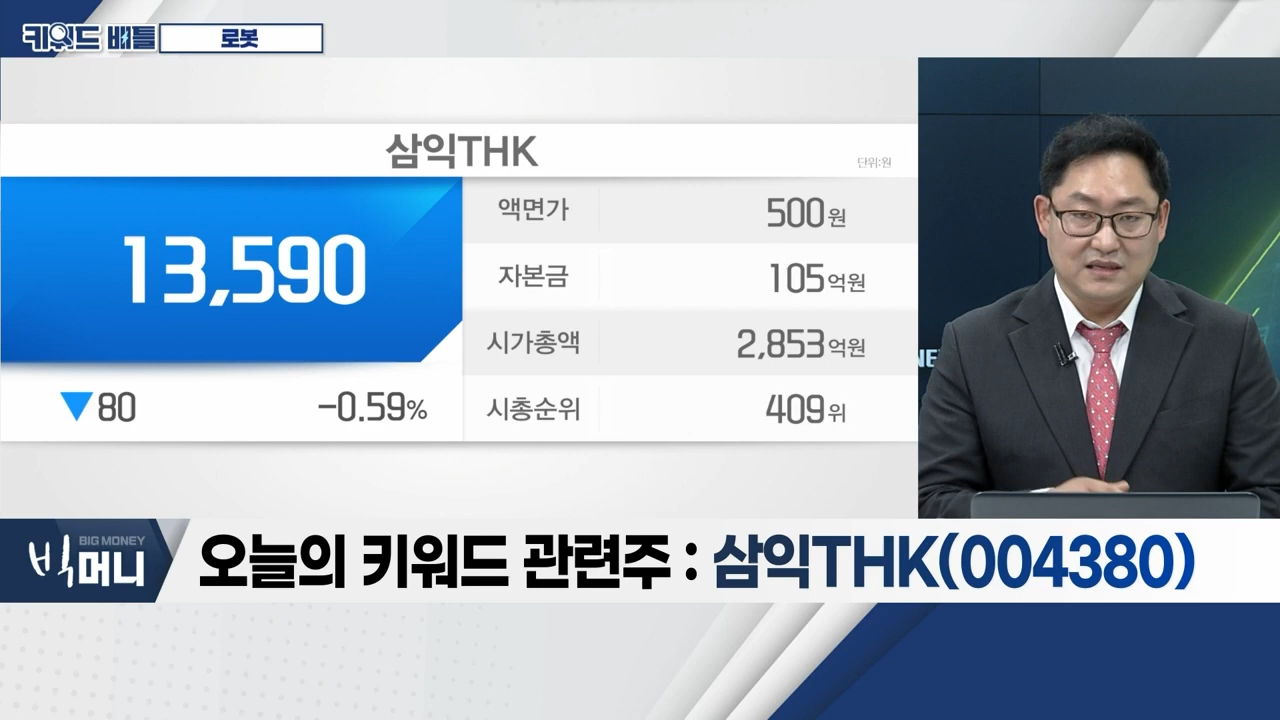 키워드 배틀 로봇
삼익THK
단위:원
13,590
▼80 -0.59%
액면가 500원
자본금 105억원
시가총액 2,853억원
시총순위 409위
NE
빅머니 BIG MONEY
오늘의 키워드 관련주 : 삼익THK(004380)